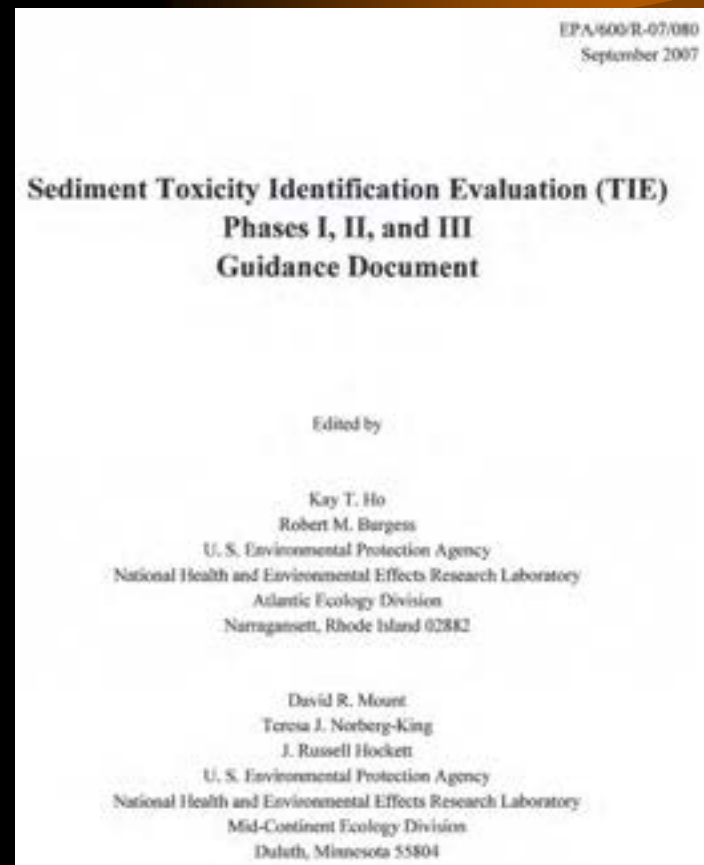 EPA/600/R-07/080
September 2007
Sediment Toxicity Identification Evaluation (TIE)
Phases I, II, and III
Guidance Document
Edited by
Kay T. Ho
Robert M. Burgess
U. S. Environmental Protection Agency
National Health and Environmental Effects Research Laboratory
Atlantic Ecology Division
Narragansett, Rhode Island 02882
David R. Mount
Teresa J. Norberg-King
J. Russell Hockett
U. S. Environmental Protection Agency
National Health and Environmental Effects Research Laboratory
Mid-Continent Ecology Division
Duluth, Minnesota 55804